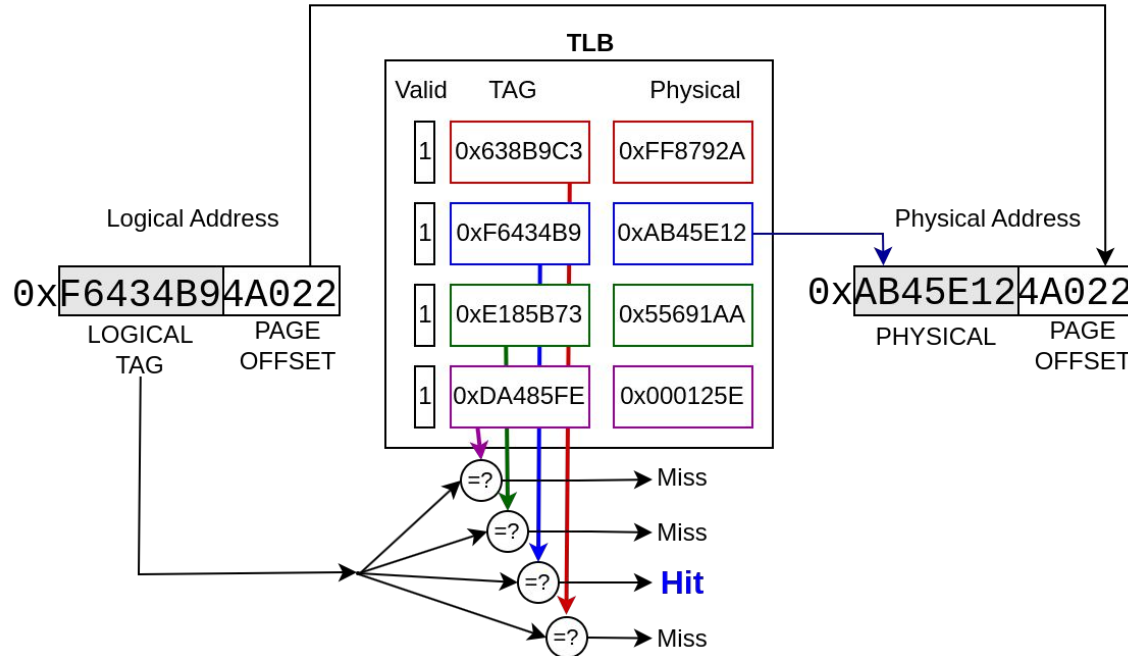 TLB
Valid TAG Physical
1 0x638B9C3 0xFF8792A
1 0xF6434B9 0xAB45E12
1 0xE185B73 0x55691AA
1 0xDA485FE 0x000125E
Logical Address
0xF6434B94A022
LOGICAL
TAG
PAGE
OFFSET
Physical Address
0xAB45E124A022
PHYSICAL
PAGE
OFFSET
=? Miss
=? Miss
=? Hit
=? Miss